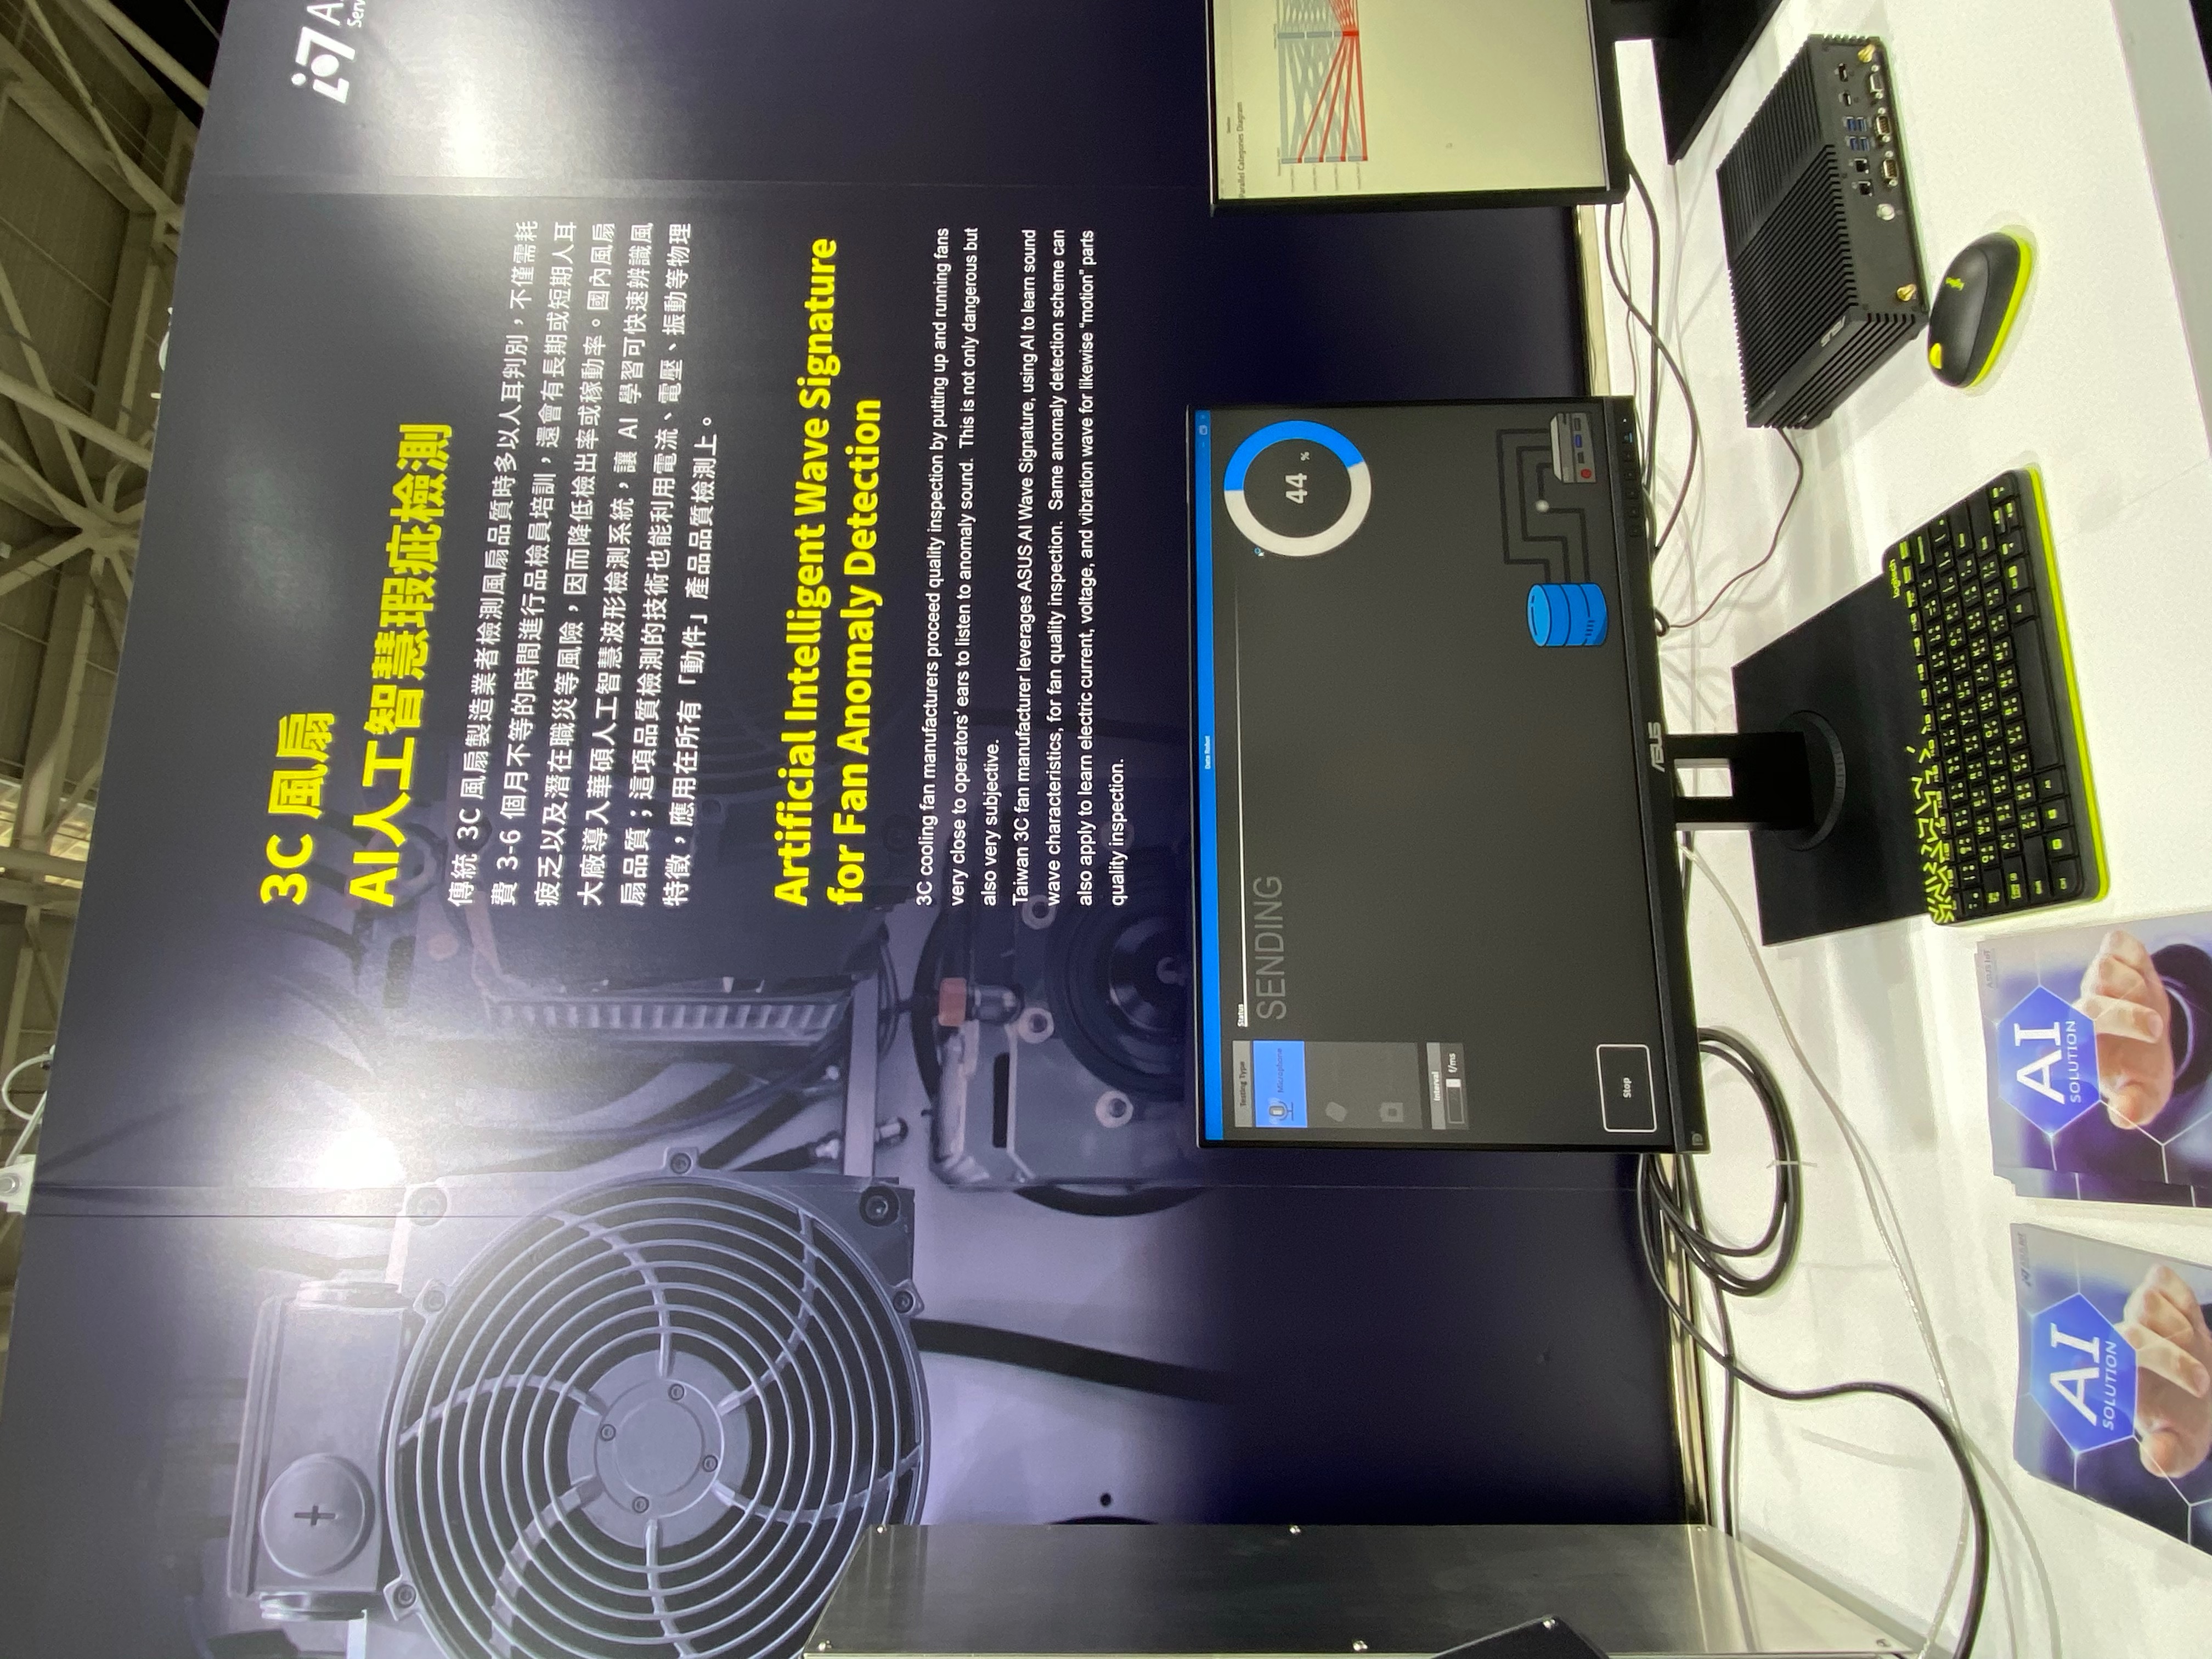 3C 風扇
AI人工智慧瑕疵檢測
傳統 3C 風扇製造業者檢測風扇品質時多以人耳判別，不僅需耗
費 3-6 個月不等的時間進行品檢員培訓，還會有長期或短期人耳
疲乏以及潛在職災等風險，因而降低檢出率或稼動率。國內風扇
大廠導入華碩人工智慧波形檢測系統，讓 AI 學習可快速辨識風
扇品質；這項品質檢測的技術也能利用電流、電壓、振動等物理
特徵，應用在所有「動件」產品品質檢測上。
Artificial Intelligent Wave Signature
for Fan Anomaly Detection
3C cooling fan manufacturers proceed quality inspection by putting up and running fans
very close to operators’ ears to listen to anomaly sound. This is not only dangerous but
also very subjective.
Taiwan 3C fan manufacturer leverages ASUS AI Wave Signature, using AI to learn sound
wave characteristics, for fan quality inspection. Same anomaly detection scheme can
also apply to learn electric current, voltage, and vibration wave for likewise “motion” parts
quality inspection.
Data Robot
Testing Type
Microphone
Status
SENDING
44 %
Interval
f/ms
Stop
ASUS
Parallel Categories Diagram
ASUS
logitech
logi
AI
SOLUTION
ASUS IoT
AI
SOLUTION